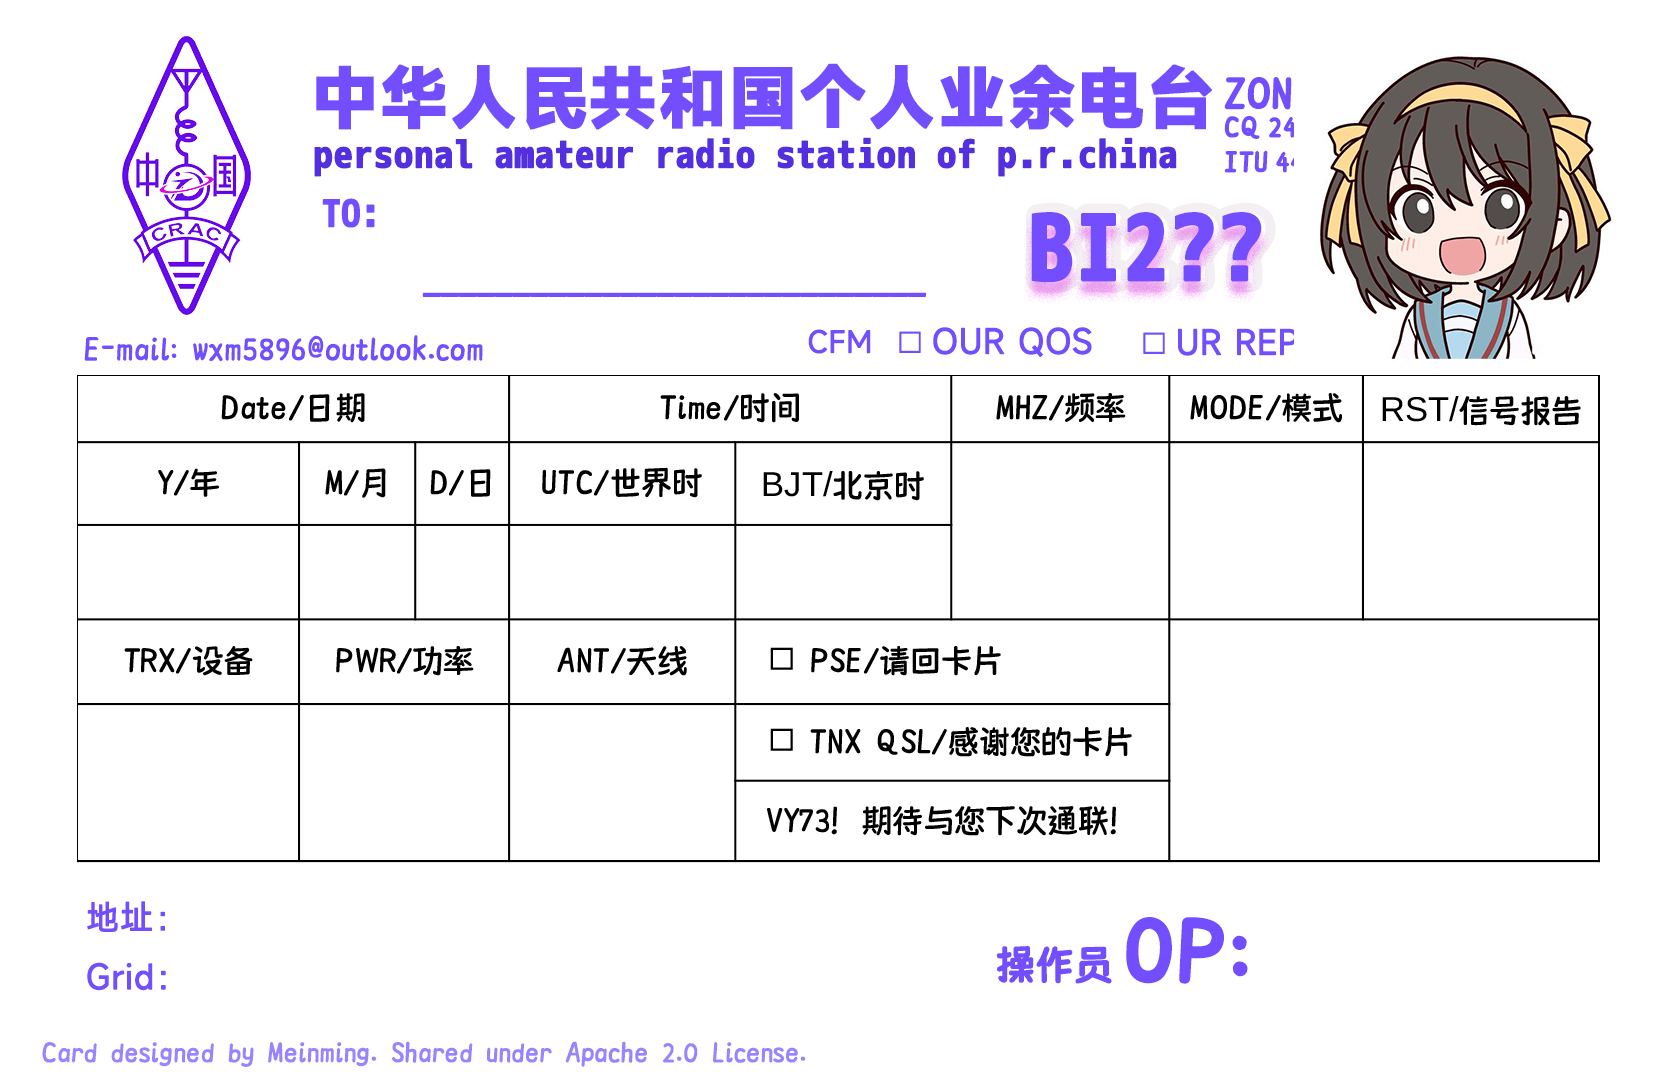 中华人民共和国个人业余电台
ZON
personal amateur radio station of p.r.china
CQ 24
ITU 44
中 国
CRAC
TO:
BI2??
E-mail: wxm5896@outlook.com
CFM □ OUR QOS □ UR REP
Date/日期 Time/时间 MHZ/频率 MODE/模式 RST/信号报告
Y/年 M/月 D/日 UTC/世界时 BJT/北京时
TRX/设备 PWR/功率 ANT/天线 □ PSE/请回卡片
□ TNX QSL/感谢您的卡片
VY73! 期待与您下次通联!
地址:
操作员 OP:
Grid:
Card designed by Meinming. Shared under Apache 2.0 License.